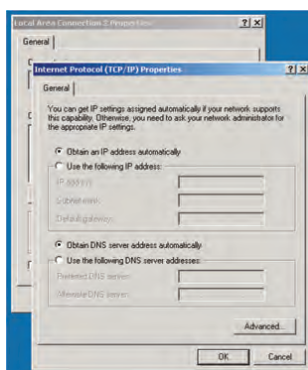 Local Area Connection 2 Properties
General
Internet Protocol (TCP/IP) Properties
General
You can get IP settings assigned automatically if your network supports
this capability. Otherwise, you need to ask your network administrator for
the appropriate IP settings.
Obtain an IP address automatically
Use the following IP address:
IP address:
Subnet mask:
Default gateway:
Obtain DNS server address automatically
Use the following DNS server addresses:
Preferred DNS server:
Alternate DNS server:
Advanced...
OK
Cancel